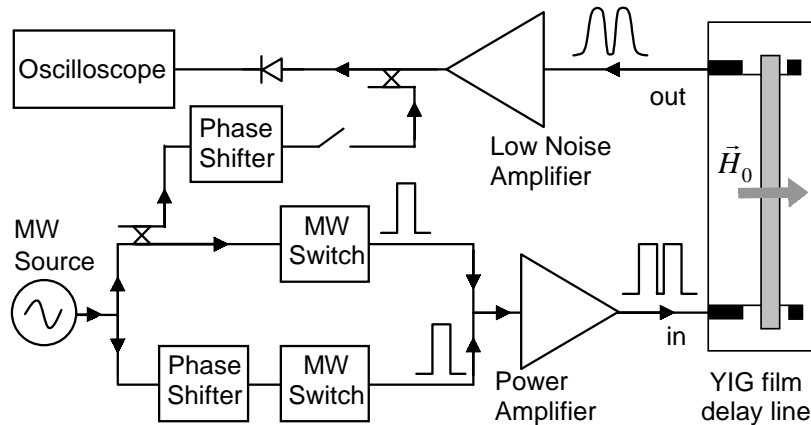 Oscilloscope
Phase
Shifter
Low Noise
Amplifier
out
H⃗₀
MW
Source
MW
Switch
Phase
Shifter
MW
Switch
Power
Amplifier
in
YIG film
delay line